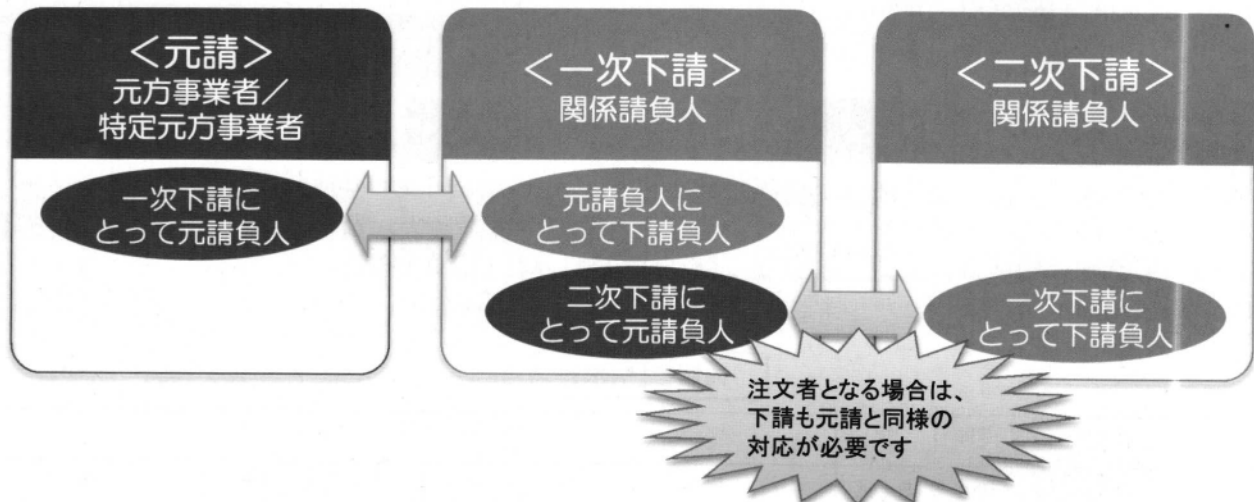 ＜元請＞
元方事業者／
特定元方事業者
一次下請に
とって元請負人
＜一次下請＞
関係請負人
元請負人に
とって下請負人
二次下請に
とって元請負人
＜二次下請＞
関係請負人
一次下請に
とって下請負人
注文者となる場合は、
下請も元請と同様の
対応が必要です